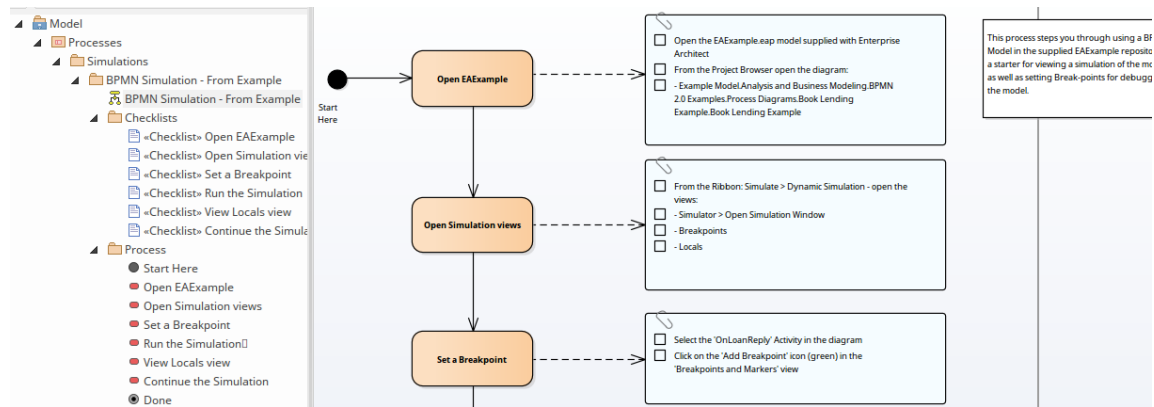 Model
Processes
Simulations
BPMN Simulation - From Example
BPMN Simulation - From Example
Checklists
«Checklist» Open EAExample
«Checklist» Open Simulation vie
«Checklist» Set a Breakpoint
«Checklist» Run the Simulation
«Checklist» View Locals view
«Checklist» Continue the Simula
Process
Start Here
Open EAExample
Open Simulation views
Set a Breakpoint
Run the Simulation
View Locals view
Continue the Simulation
Done
Start
Here
Open EAExample
Open the EAExample.eap model supplied with Enterprise
Architect
From the Project Browser open the diagram:
- Example Model.Analysis and Business Modeling.BPMN
2.0 Examples.Process Diagrams.Book Lending
Example.Book Lending Example
Open Simulation views
From the Ribbon: Simulate > Dynamic Simulation - open the
views:
- Simulator > Open Simulation Window
- Breakpoints
- Locals
Set a Breakpoint
Select the 'OnLoanReply' Activity in the diagram
Click on the 'Add Breakpoint' icon (green) in the
'Breakpoints and Markers' view
This process steps you through using a BP
Model in the supplied EAExample reposito
a starter for viewing a simulation of the mo
as well as setting Break-points for debugg
the model.